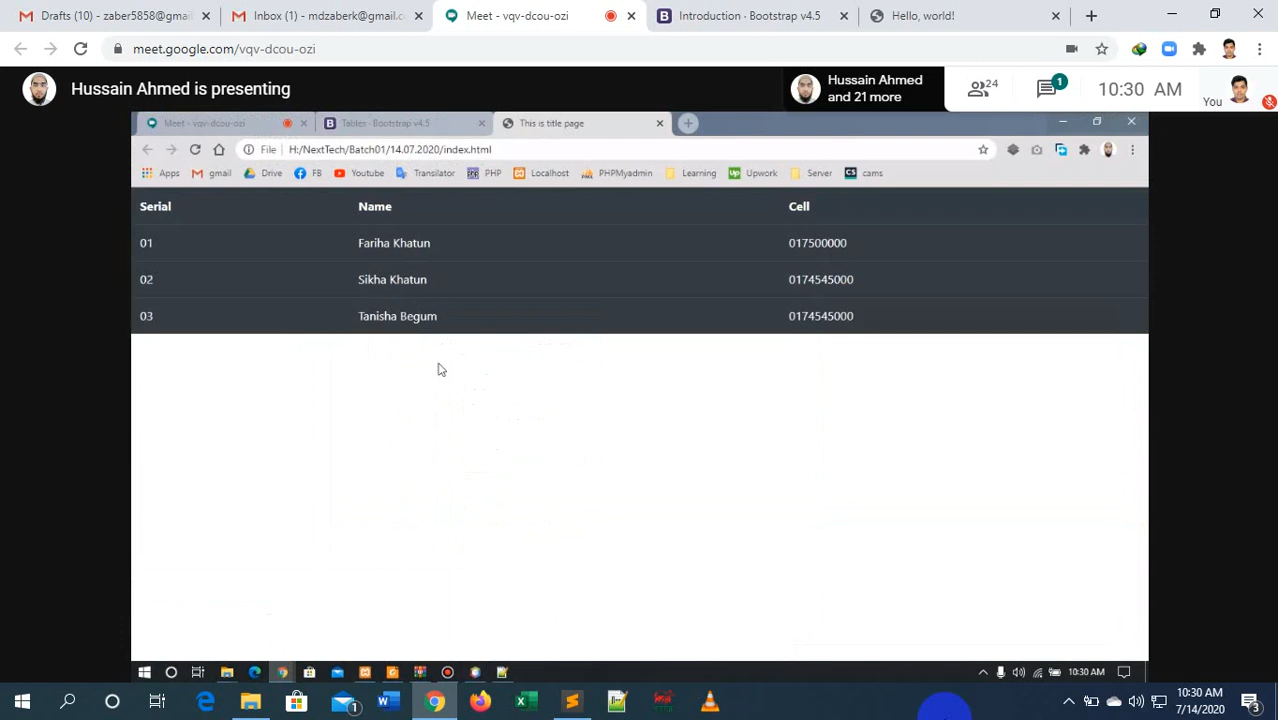 Drafts (10) - zaber5858@gmail
Inbox (1) - mdzaberk@gmail.c
Meet - vqv-dcou-ozi
Introduction · Bootstrap v4.5
Hello, world!
meet.google.com/vqv-dcou-ozi
Hussain Ahmed is presenting
Hussain Ahmed
and 21 more
24
1
10:30 AM
You
Meet - vqv-dcou-ozi
Tables · Bootstrap v4.5
This is title page
File
H:/NextTech/Batch01/14.07.2020/index.html
Apps
gmail
Drive
FB
Youtube
Translator
PHP
Localhost
PHPMyadmin
Learning
Upwork
Server
cams
Serial Name Cell
01 Fariha Khatun 017500000
02 Sikha Khatun 0174545000
03 Tanisha Begum 0174545000
10:30 AM
10:30 AM
7/14/2020
1
3